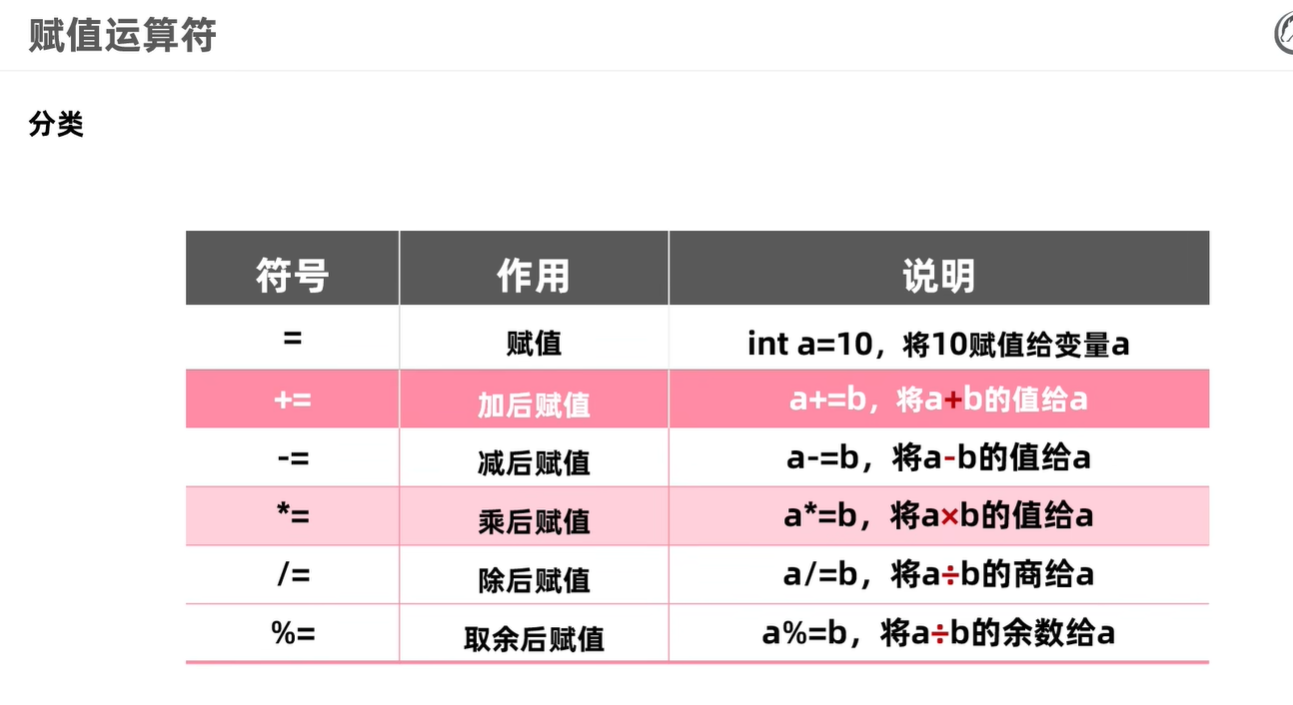 赋值运算符
分类
符号 作用 说明
= 赋值 int a=10，将10赋值给变量a
+= 加后赋值 a+=b，将a+b的值给a
-= 减后赋值 a-=b，将a-b的值给a
*= 乘后赋值 a*=b，将a×b的值给a
/= 除后赋值 a/=b，将a÷b的商给a
%= 取余后赋值 a%=b，将a÷b的余数给a